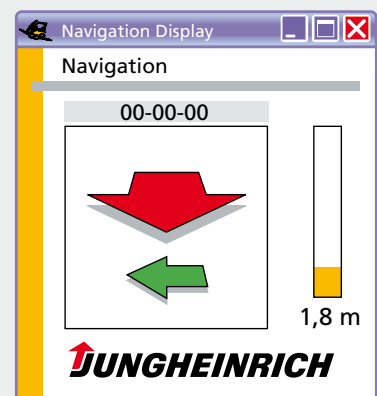 Navigation Display
Navigation
00-00-00
1,8 m
JUNGHEINRICH